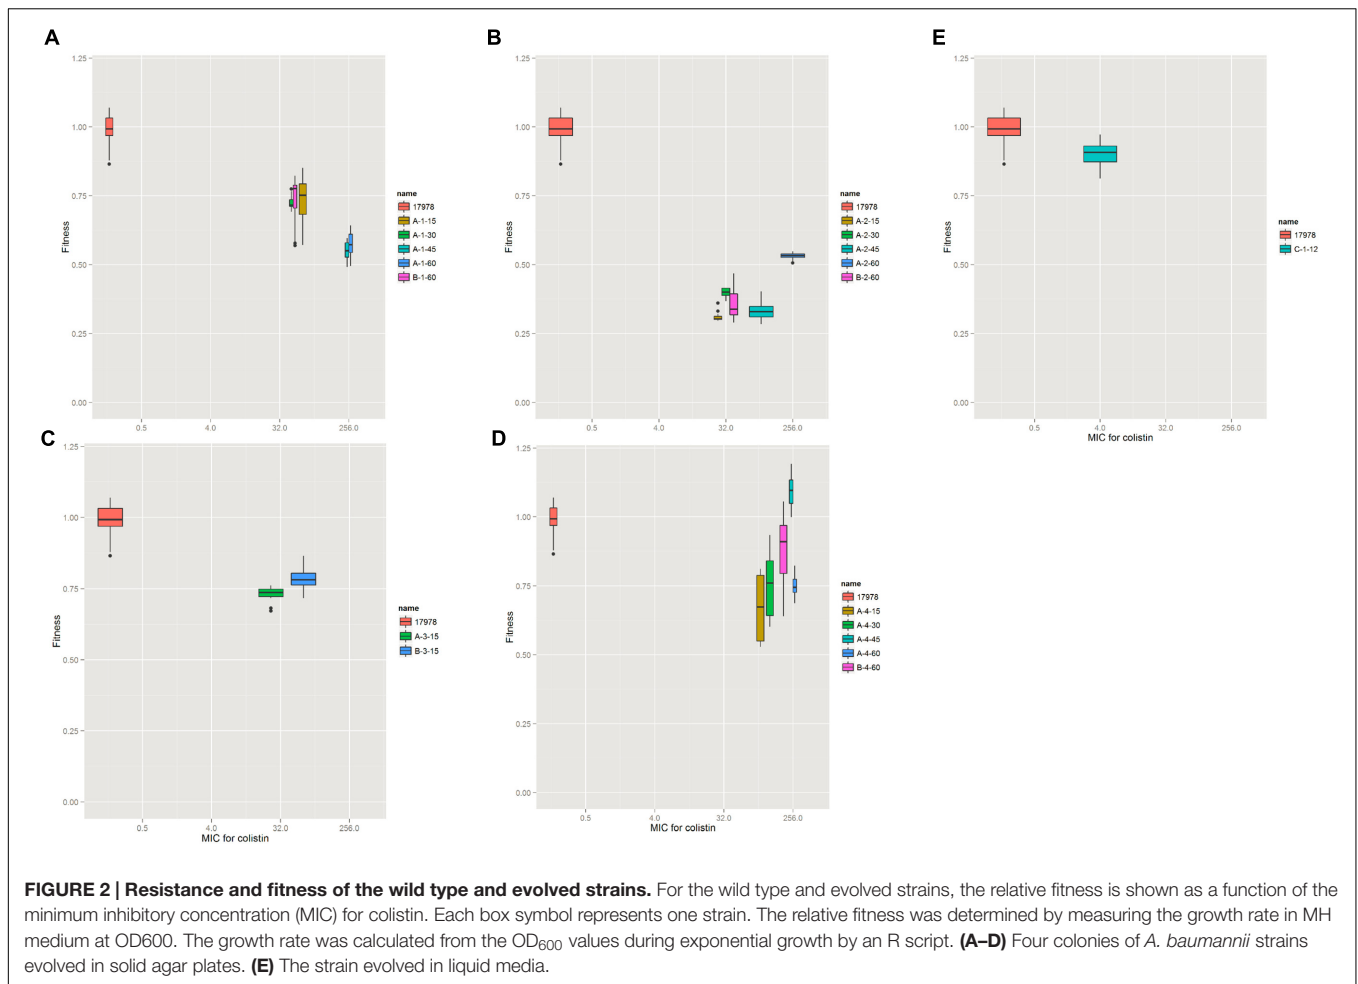 A
1.25
1.00
0.75
0.50
0.25
0.00
Fitness
0.5
4.0
32.0
256.0
name
17978
A-1-15
A-1-30
A-1-45
A-1-60
B-1-60
B
1.25
1.00
0.75
0.50
0.25
0.00
Fitness
0.5
4.0
32.0
256.0
name
17978
A-2-15
A-2-30
A-2-45
A-2-60
B-2-60
E
1.25
1.00
0.75
0.50
0.25
0.00
Fitness
0.5
4.0
32.0
256.0
MIC for colistin
name
17978
C-1-12
C
1.25
1.00
0.75
0.50
0.25
0.00
Fitness
0.5
4.0
32.0
256.0
MIC for colistin
name
17978
A-3-15
B-3-15
D
1.25
1.00
0.75
0.50
0.25
0.00
Fitness
0.5
4.0
32.0
256.0
MIC for colistin
name
17978
A-4-15
A-4-30
A-4-45
A-4-60
B-4-60
FIGURE 2 | Resistance and fitness of the wild type and evolved strains. For the wild type and evolved strains, the relative fitness is shown as a function of the
minimum inhibitory concentration (MIC) for colistin. Each box symbol represents one strain. The relative fitness was determined by measuring the growth rate in MH
medium at OD600. The growth rate was calculated from the OD600 values during exponential growth by an R script. (A–D) Four colonies of A. baumannii strains
evolved in solid agar plates. (E) The strain evolved in liquid media.